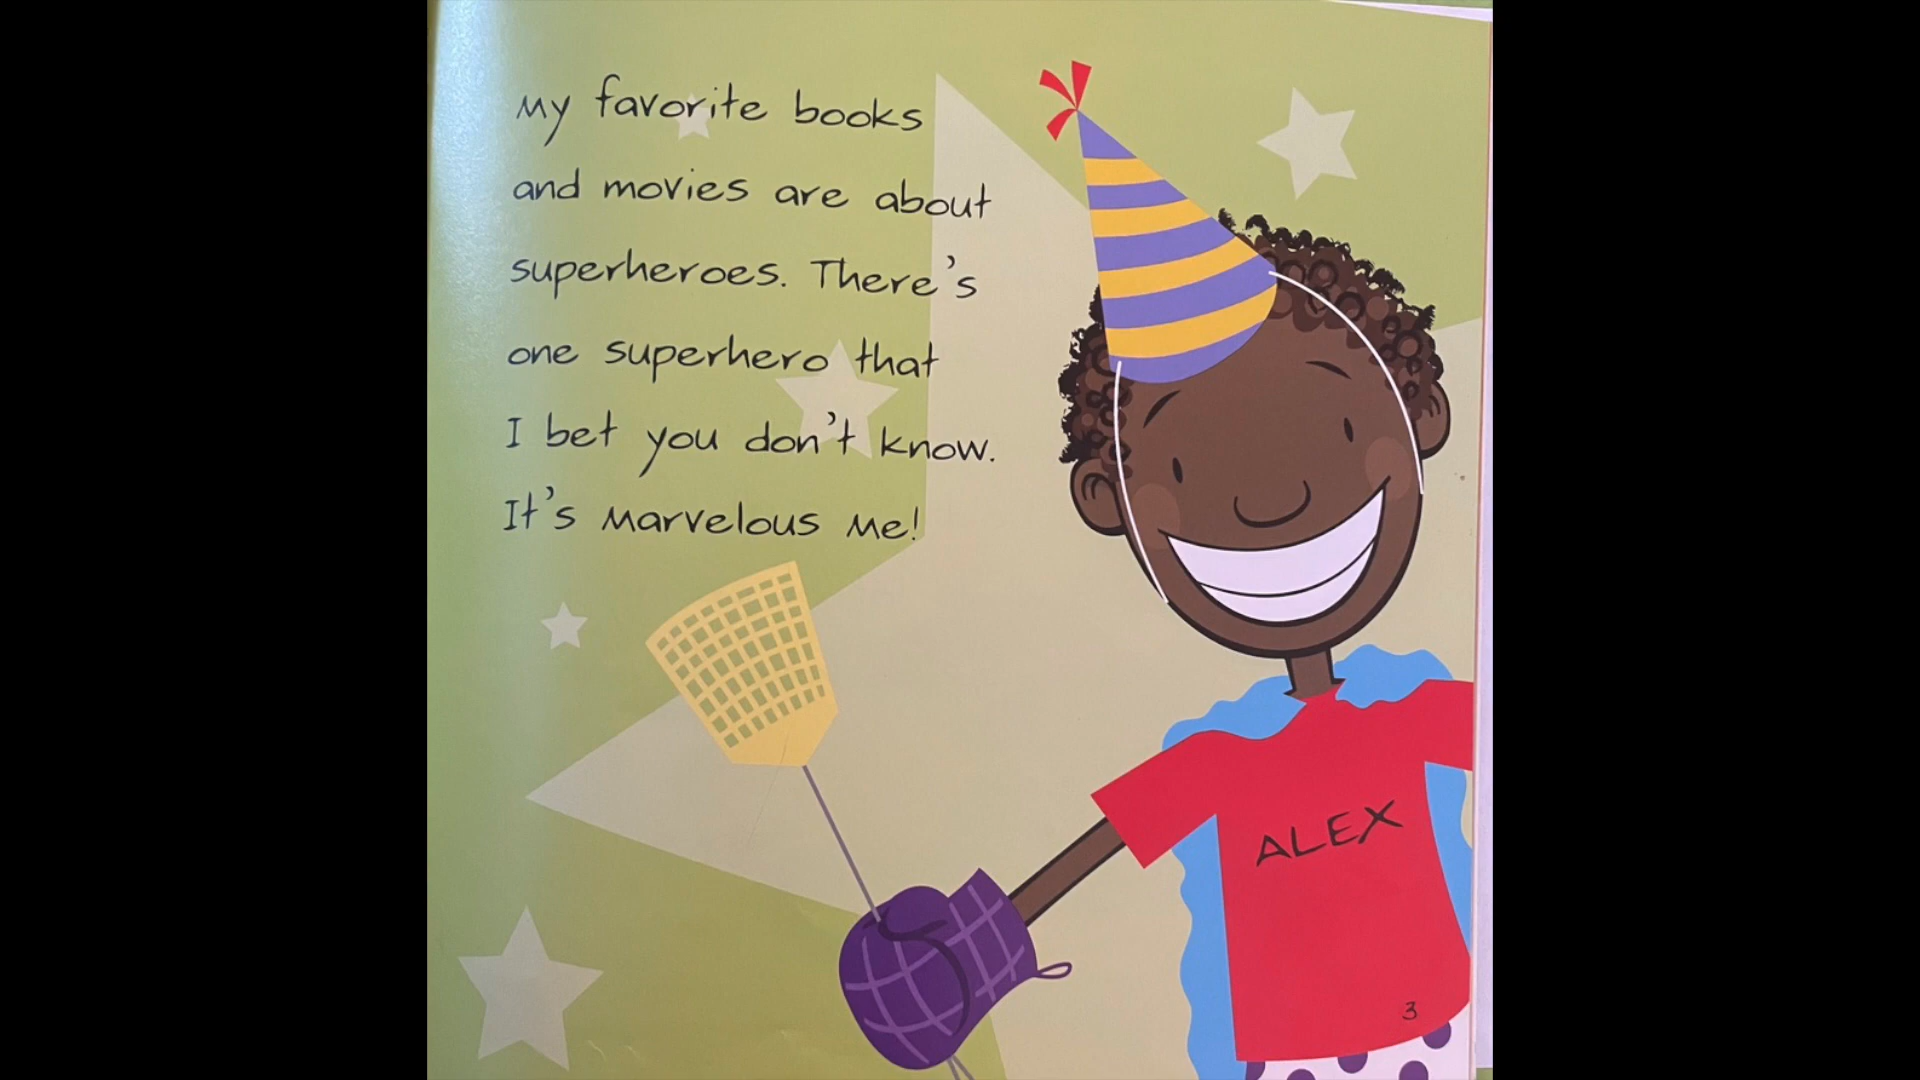 My favorite books
and movies are about
superheroes. There's
one superhero that
I bet you don't know.
It's Marvelous Me!
ALEX
3